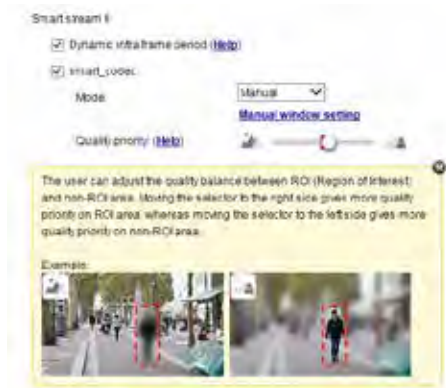 Smart stream II
Dynamic intra frame period (Help)
smart_codec:
Mode Manual
Manual window setting
Quality priority: (Help)
The user can adjust the quality balance between ROI (Region of Interest)
and non-ROI area. Moving the selector to the right side gives more quality
priority on ROI area, whereas moving the selector to the left side gives more
quality priority on non-ROI area.
Example: